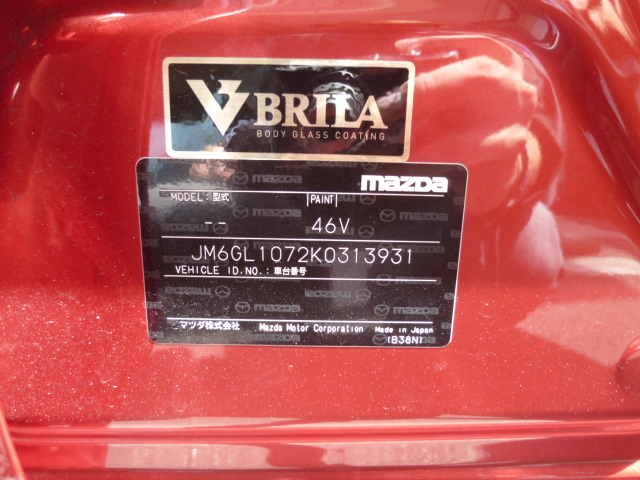 V BRILA
BODY GLASS COATING
mazda
MODEL:型式 PAINT
-- 46V
JM6GL1072K0313931
VEHICLE ID.NO.:車台番号
マツダ株式会社 Mazda Motor Corporation Made in Japan
(B38N)